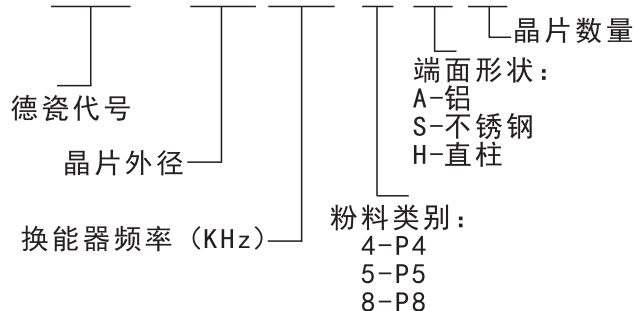 晶片数量
端面形状：
A-铝
S-不锈钢
H-直柱
德瓷代号
晶片外径
粉料类别：
换能器频率（KHz）
4-P4
5-P5
8-P8